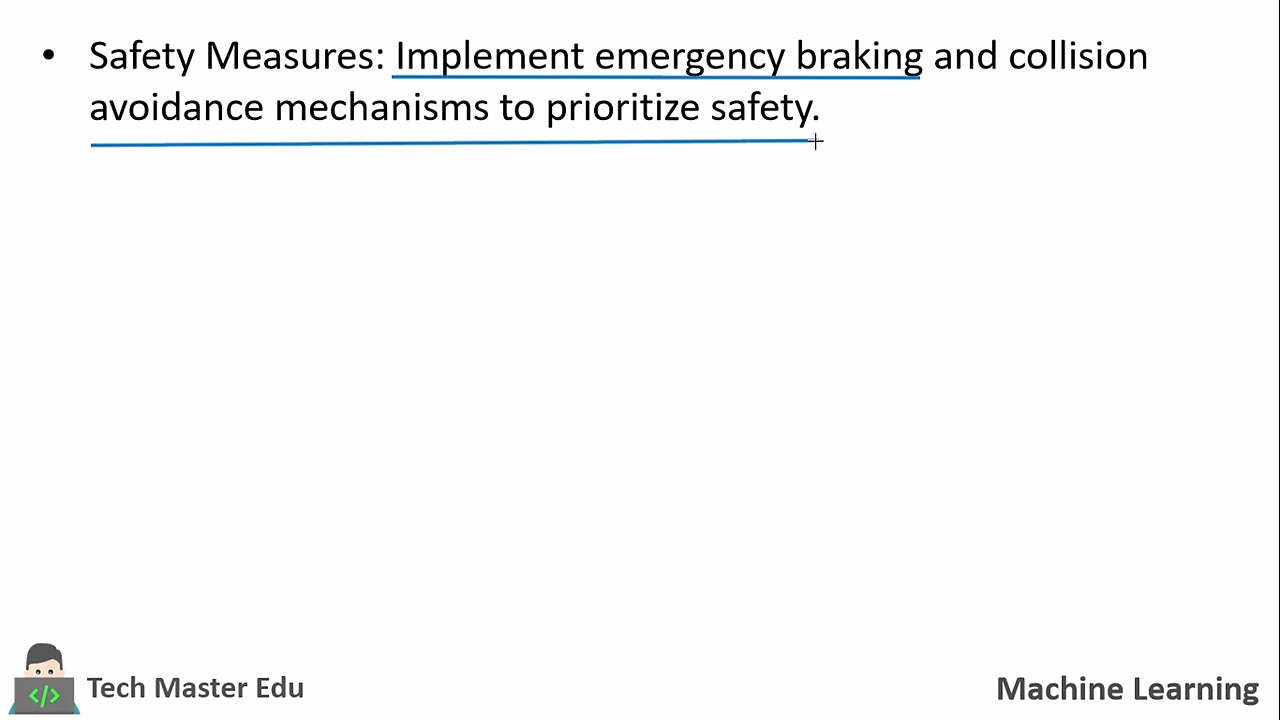 • Safety Measures: Implement emergency braking and collision
avoidance mechanisms to prioritize safety.
</>
Tech Master Edu
Machine Learning